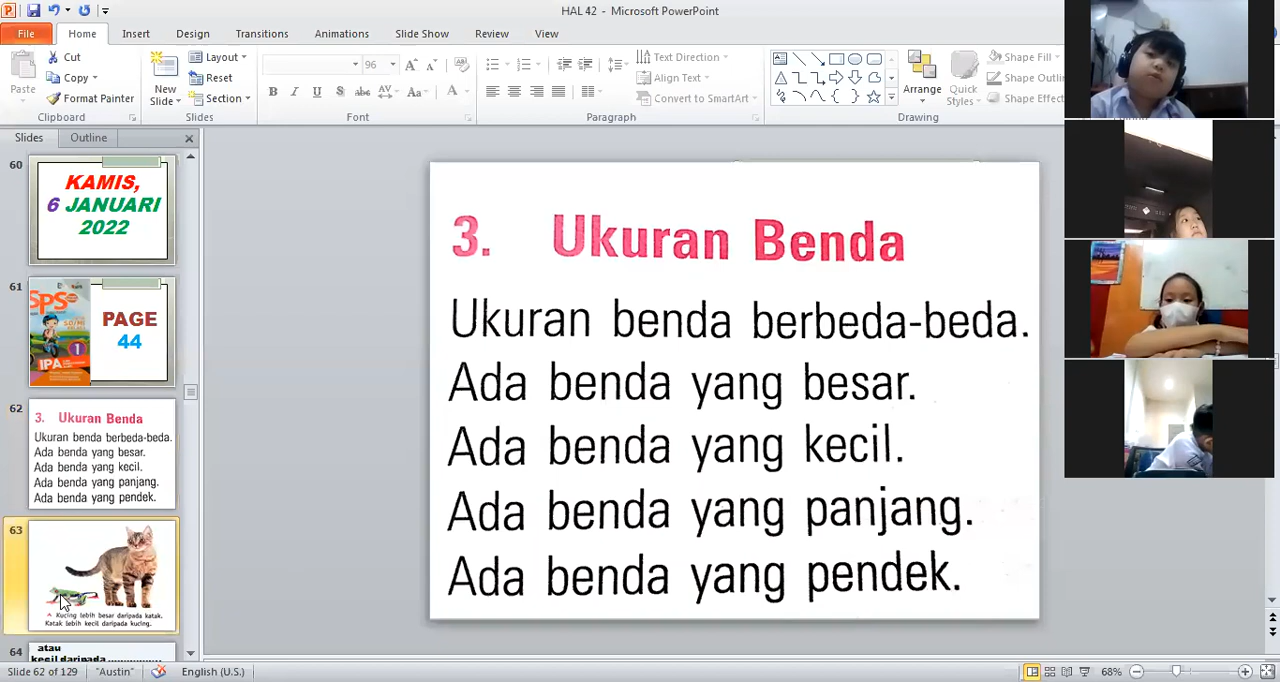 HAL 42 - Microsoft PowerPoint
File Home Insert Design Transitions Animations Slide Show Review View
Cut
Copy
Format Painter
Paste
Clipboard
New
Slide
Layout
Reset
Section
Slides
96
Font
Text Direction
Align Text
Convert to SmartArt
Paragraph
Arrange
Quick
Styles
Shape Fill
Shape Outli
Shape Effec
Drawing
Slides Outline
60
KAMIS,
6 JANUARI
2022
61
SPS
IPA
1
PAGE
44
62
3. Ukuran Benda
Ukuran benda berbeda-beda.
Ada benda yang besar.
Ada benda yang kecil.
Ada benda yang panjang.
Ada benda yang pendek.
63
Kucing lebih besar daripada katak.
Katak lebih kecil daripada kucing.
64
atau
kecil daripada ................
3. Ukuran Benda
Ukuran benda berbeda-beda.
Ada benda yang besar.
Ada benda yang kecil.
Ada benda yang panjang.
Ada benda yang pendek.
Slide 62 of 129 "Austin" English (U.S.) 68%